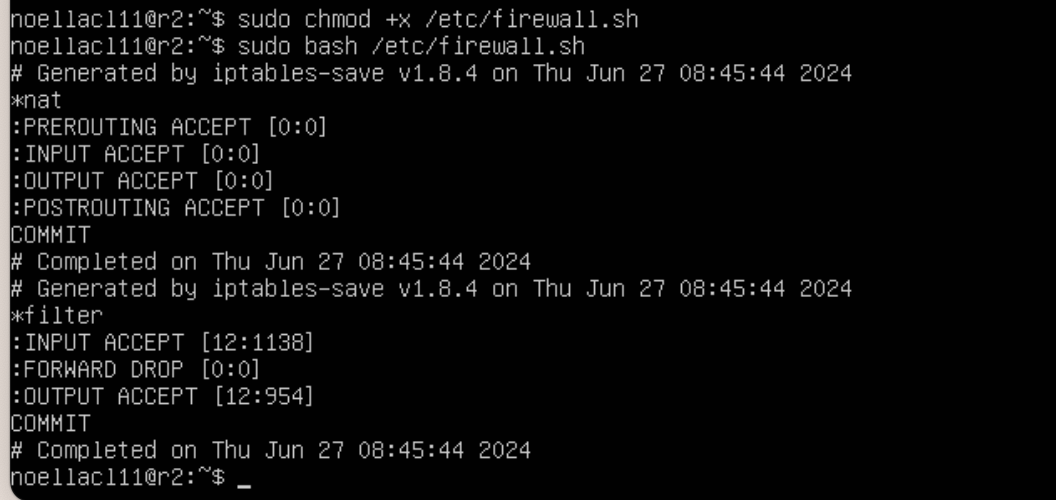 noellacl11@r2:~$ sudo chmod +x /etc/firewall.sh
noellacl11@r2:~$ sudo bash /etc/firewall.sh
# Generated by iptables-save v1.8.4 on Thu Jun 27 08:45:44 2024
*nat
:PREROUTING ACCEPT [0:0]
:INPUT ACCEPT [0:0]
:OUTPUT ACCEPT [0:0]
:POSTROUTING ACCEPT [0:0]
COMMIT
# Completed on Thu Jun 27 08:45:44 2024
# Generated by iptables-save v1.8.4 on Thu Jun 27 08:45:44 2024
*filter
:INPUT ACCEPT [12:1138]
:FORWARD DROP [0:0]
:OUTPUT ACCEPT [12:954]
COMMIT
# Completed on Thu Jun 27 08:45:44 2024
noellacl11@r2:~$ _